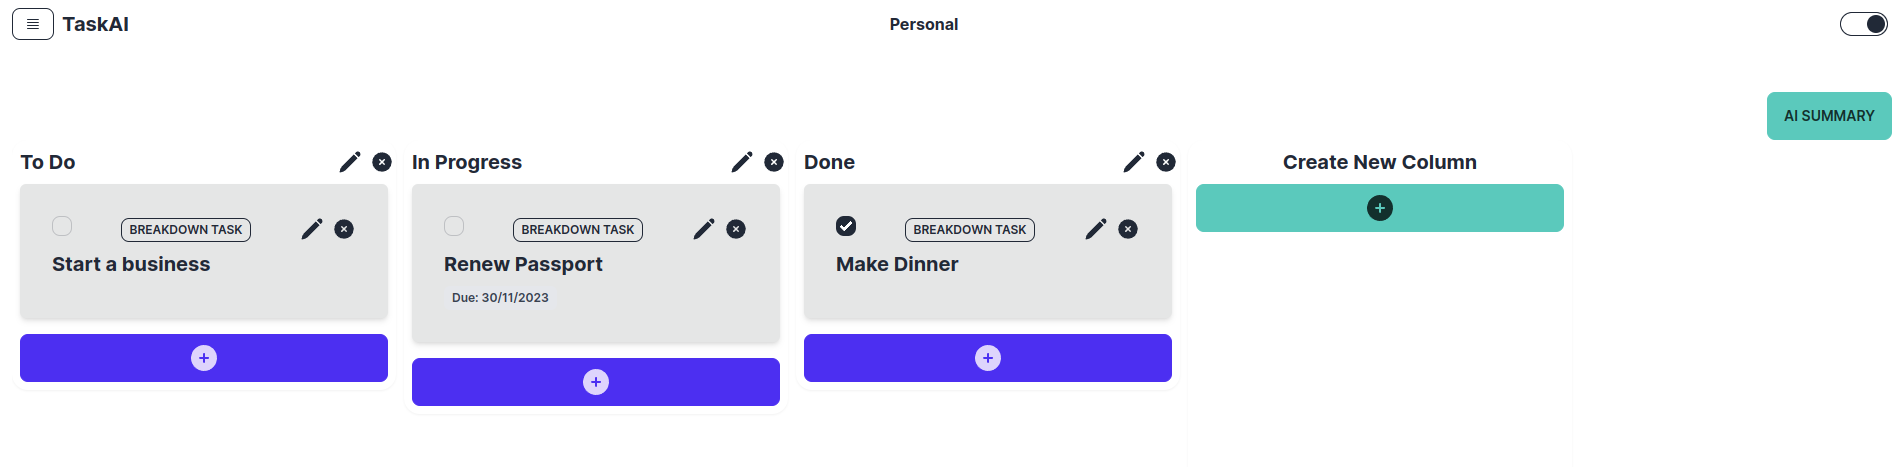 TaskAI
Personal
AI SUMMARY
To Do
In Progress
Done
Create New Column
BREAKDOWN TASK
Start a business
BREAKDOWN TASK
Renew Passport
Due: 30/11/2023
BREAKDOWN TASK
Make Dinner